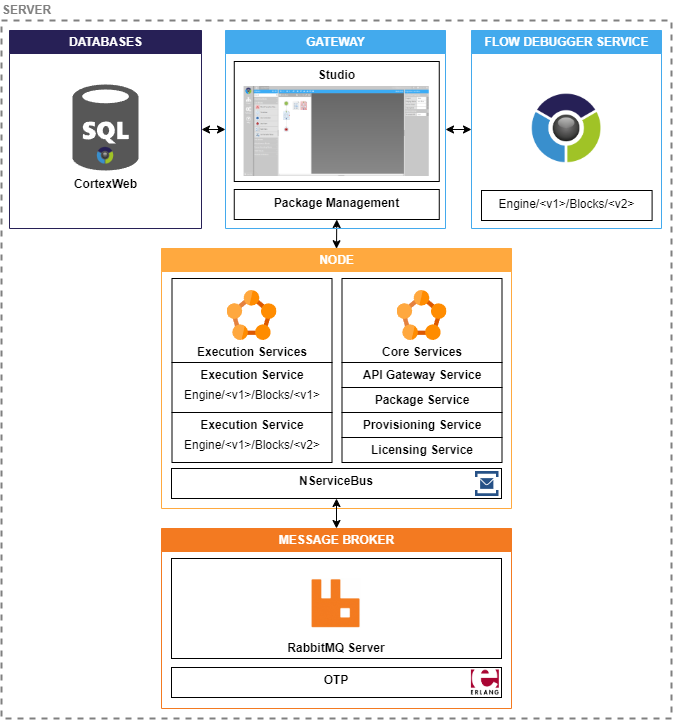 SERVER
DATABASES
SQL
CortexWeb
GATEWAY
Studio
Package Management
FLOW DEBUGGER SERVICE
Engine/<v1>/Blocks/<v2>
NODE
Execution Services
Execution Service
Engine/<v1>/Blocks/<v1>
Execution Service
Engine/<v1>/Blocks/<v2>
Core Services
API Gateway Service
Package Service
Provisioning Service
Licensing Service
NServiceBus
MESSAGE BROKER
RabbitMQ Server
OTP
ERLANG